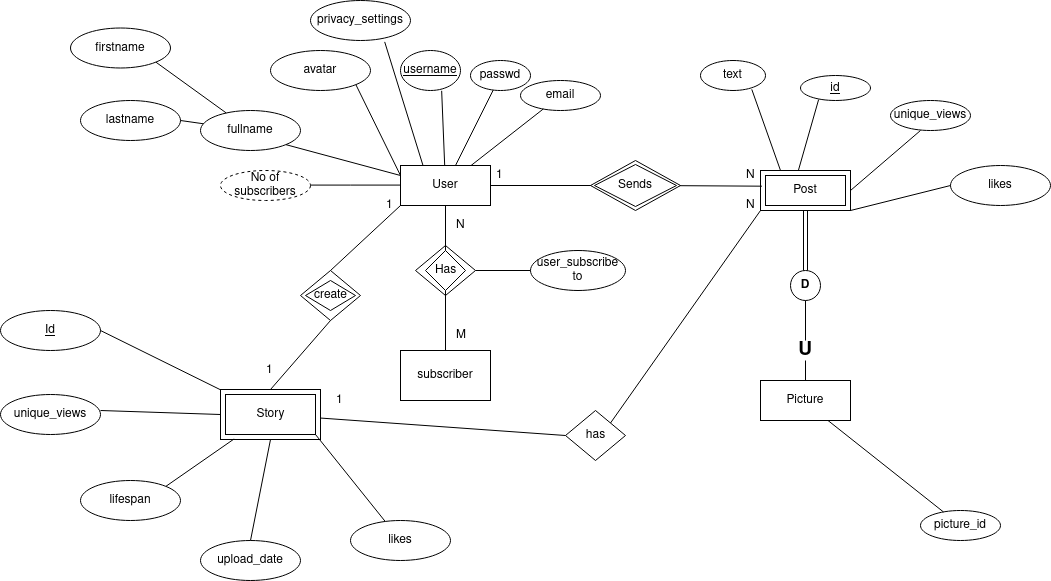 privacy_settings
firstname
avatar
username
passwd
email
text
id
lastname
fullname
unique_views
No of
subscribers
User
1
Sends
N
Post
likes
1
N
N
Has
user_subscribe
to
create
D
Id
M
U
1
subscriber
1
Picture
unique_views
Story
has
lifespan
picture_id
upload_date
likes